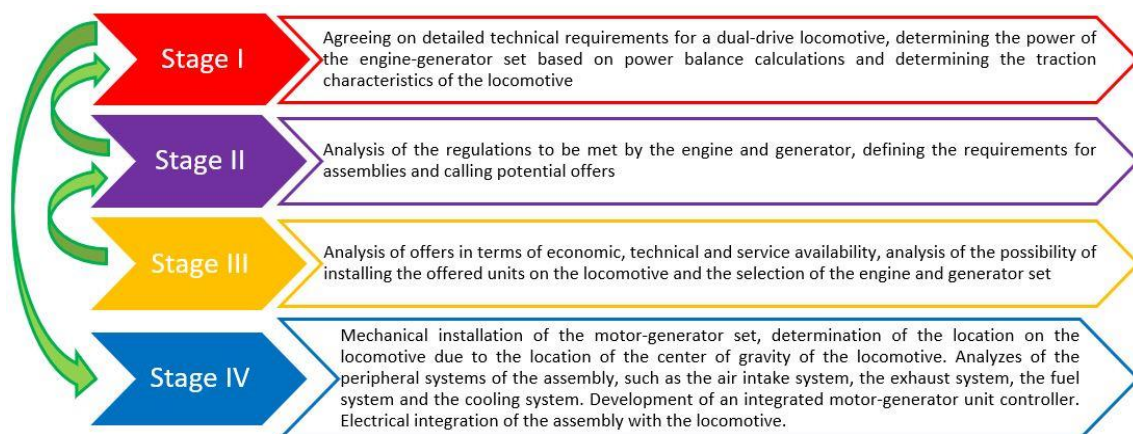 Stage I
Agreeing on detailed technical requirements for a dual-drive locomotive, determining the power of
the engine-generator set based on power balance calculations and determining the traction
characteristics of the locomotive
Stage II
Analysis of the regulations to be met by the engine and generator, defining the requirements for
assemblies and calling potential offers
Stage III
Analysis of offers in terms of economic, technical and service availability, analysis of the possibility of
installing the offered units on the locomotive and the selection of the engine and generator set
Stage IV
Mechanical installation of the motor-generator set, determination of the location on the
locomotive due to the location of the center of gravity of the locomotive. Analyzes of the
peripheral systems of the assembly, such as the air intake system, the exhaust system, the fuel
system and the cooling system. Development of an integrated motor-generator unit controller.
Electrical integration of the assembly with the locomotive.